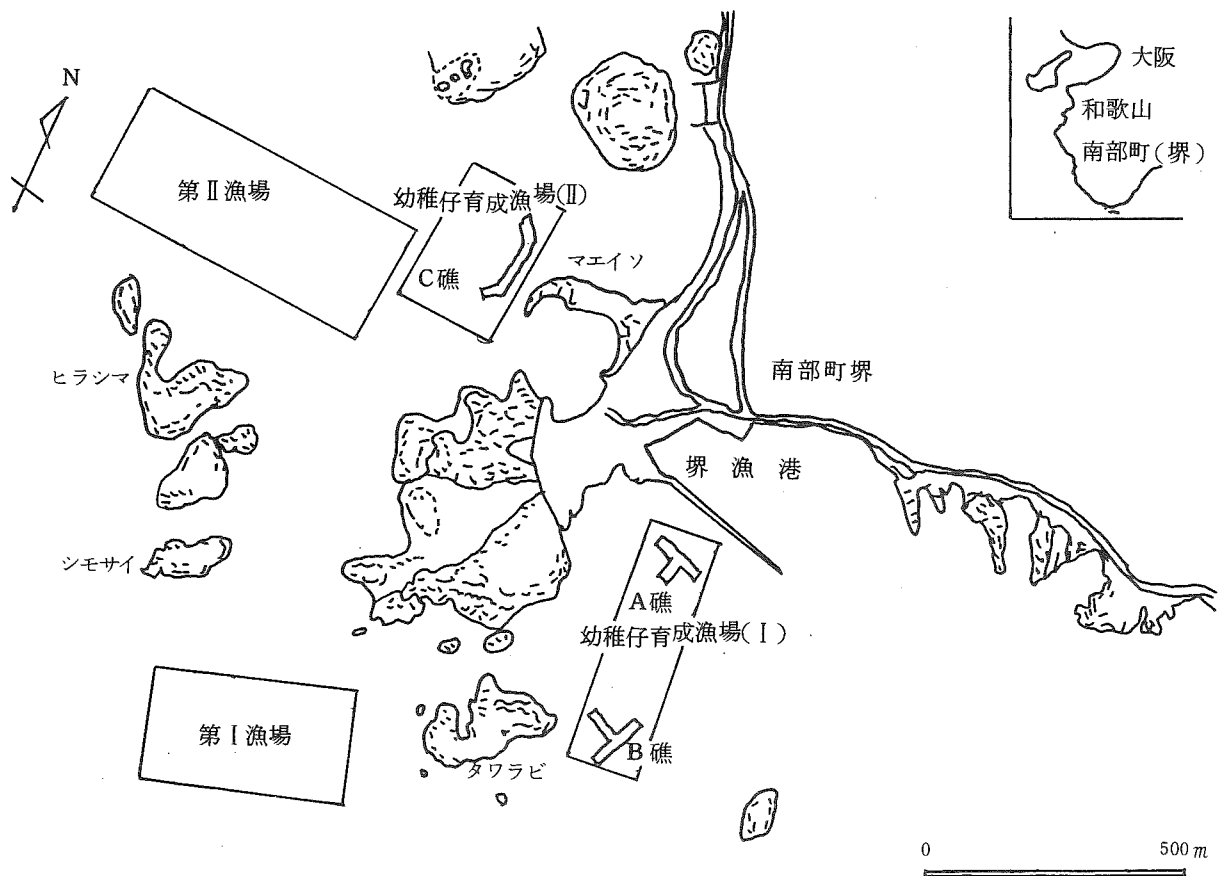 N
大阪
和歌山
南部町(堺)
第Ⅱ漁場
幼稚仔育成漁場(Ⅱ)
C礁
マエイソ
ヒラシマ
南部町堺
堺漁港
シモサイ
A礁
幼稚仔育成漁場(Ⅰ)
第Ⅰ漁場
B礁
タワラビ
0 500m